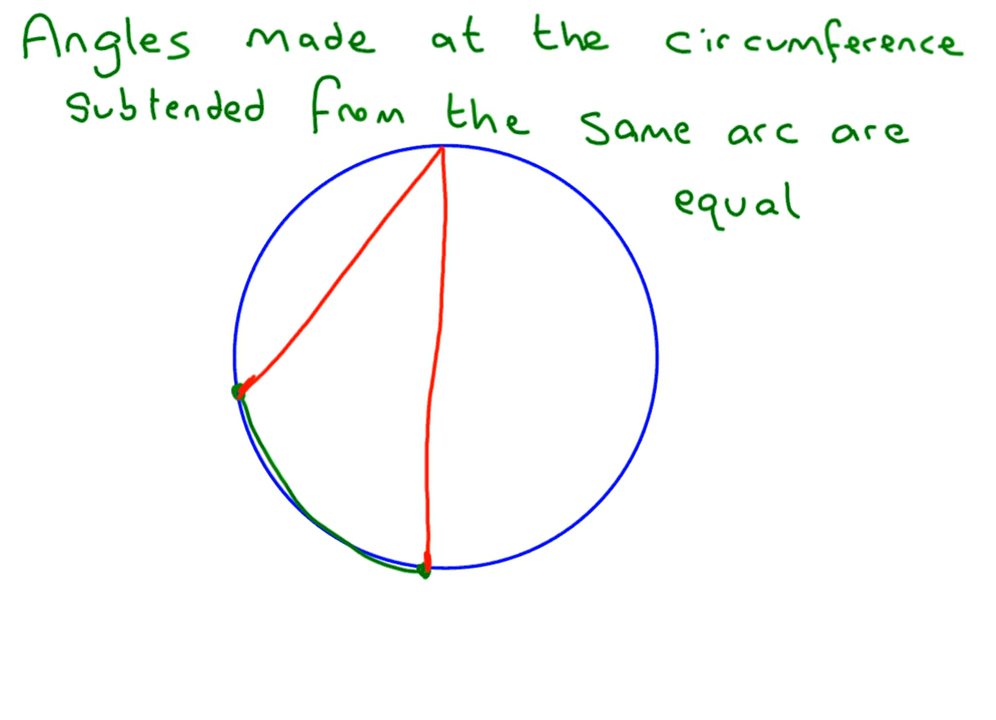 Angles made at the circumference
subtended from the same arc are
equal